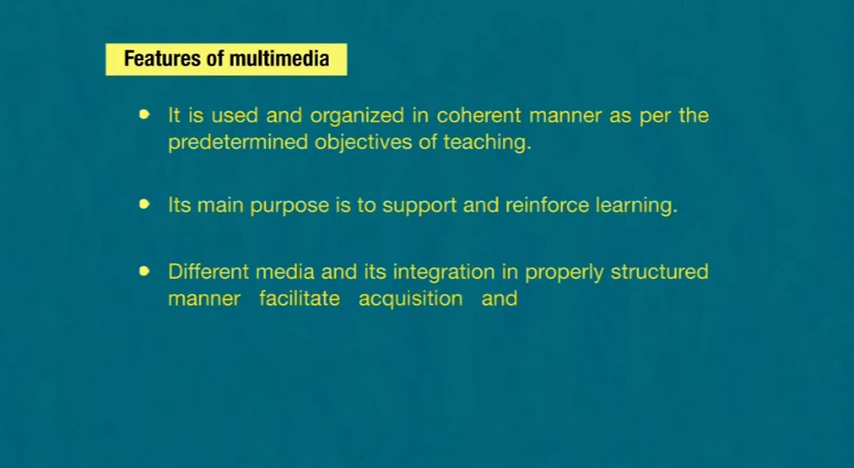 Features of multimedia
It is used and organized in coherent manner as per the
predetermined objectives of teaching.
Its main purpose is to support and reinforce learning.
Different media and its integration in properly structured
manner facilitate acquisition and